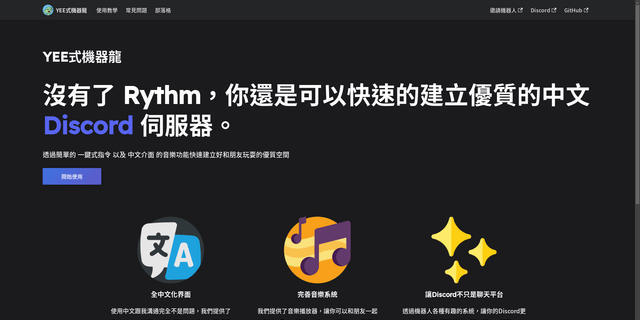 YEE式機器龍 使用教學 常見問題 部落格 邀請機器人 Discord GitHub
YEE式機器龍
沒有了 Rythm，你還是可以快速的建立優質的中文
Discord 伺服器。
透過簡單的 一鍵式指令 以及 中文介面 的音樂功能快速建立好和朋友玩耍的優質空間
開始使用
文 A
全中文化界面 完善音樂系統 讓Discord不只是聊天平台
使用中文跟我溝通完全不是問題，我們提供了 我們提供了音樂播放器，讓你可以和朋友一起 透過機器人各種有趣的系統，讓你的Discord更